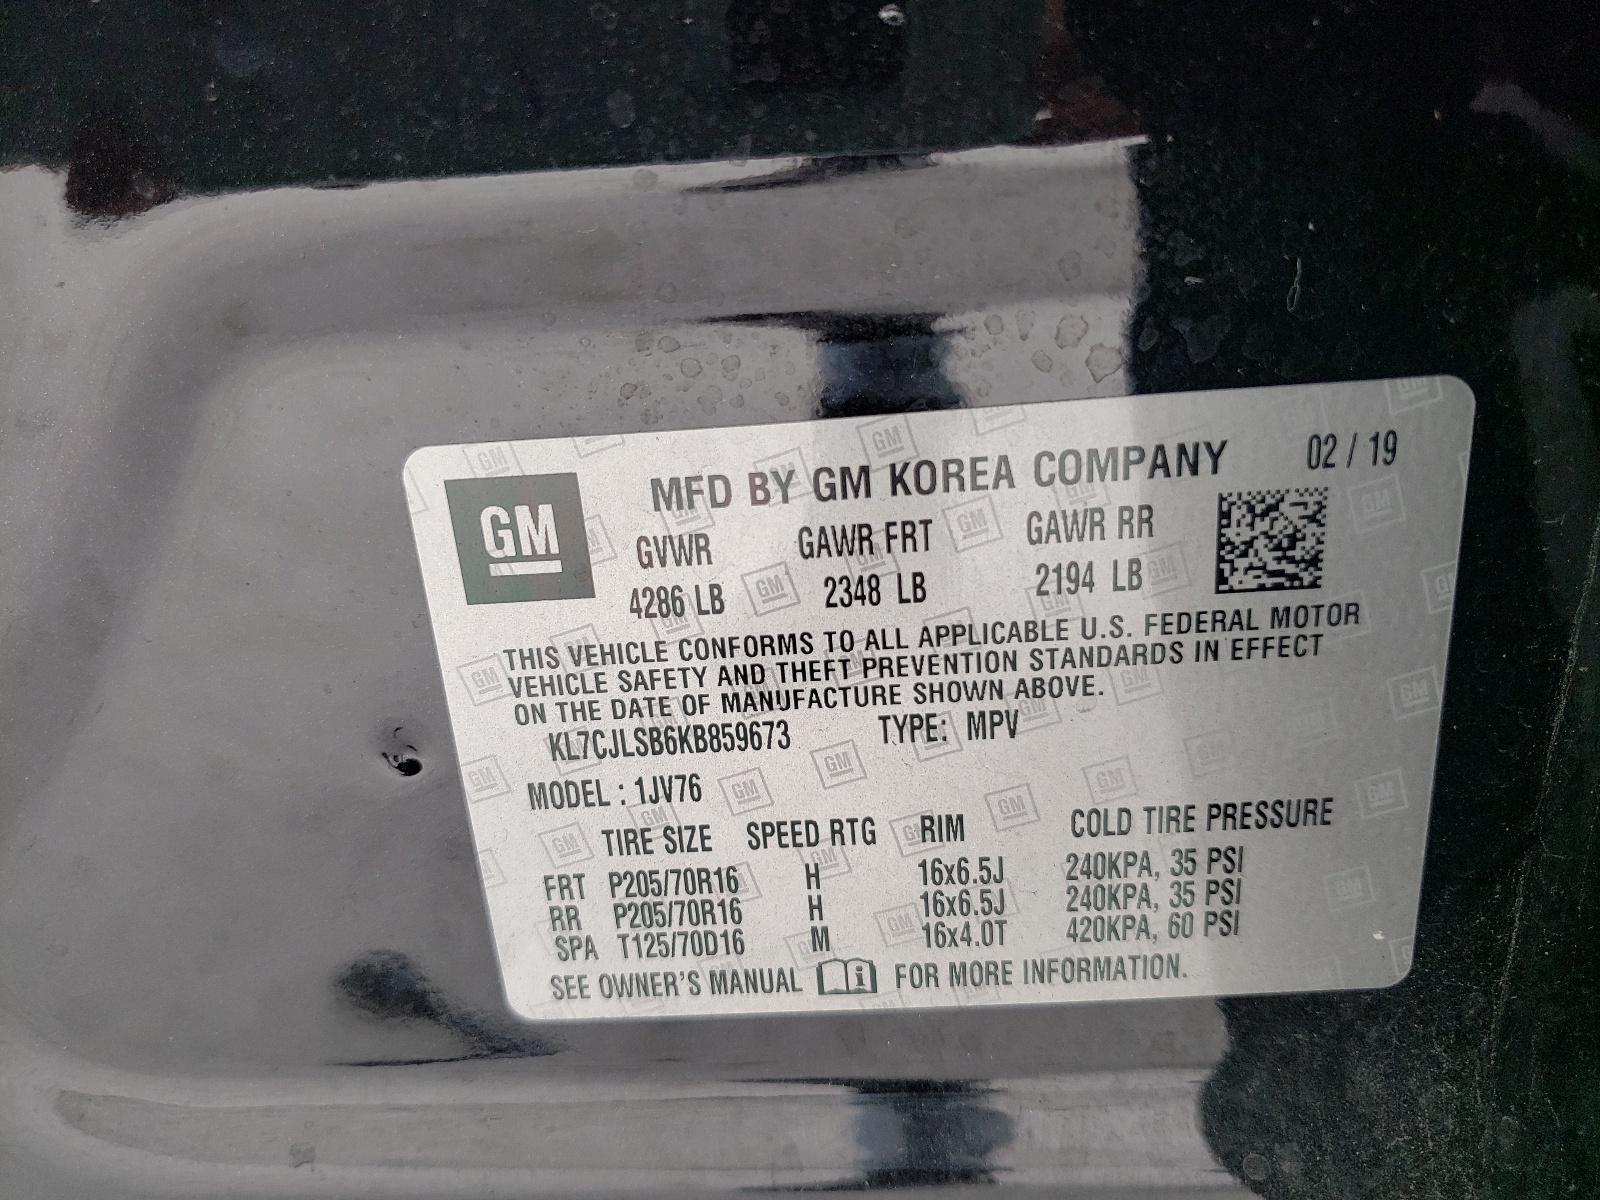 GM
MFD BY GM KOREA COMPANY 02 / 19
GVWR GAWR FRT GAWR RR
4286 LB 2348 LB 2194 LB
THIS VEHICLE CONFORMS TO ALL APPLICABLE U.S. FEDERAL MOTOR
VEHICLE SAFETY AND THEFT PREVENTION STANDARDS IN EFFECT
ON THE DATE OF MANUFACTURE SHOWN ABOVE.
KL7CJLSB6KB859673 TYPE: MPV
MODEL : 1JV76
TIRE SIZE SPEED RTG RIM COLD TIRE PRESSURE
FRT P205/70R16 H 16x6.5J 240KPA, 35 PSI
RR P205/70R16 H 16x6.5J 240KPA, 35 PSI
SPA T125/70D16 M 16x4.0T 420KPA, 60 PSI
SEE OWNER'S MANUAL i FOR MORE INFORMATION.